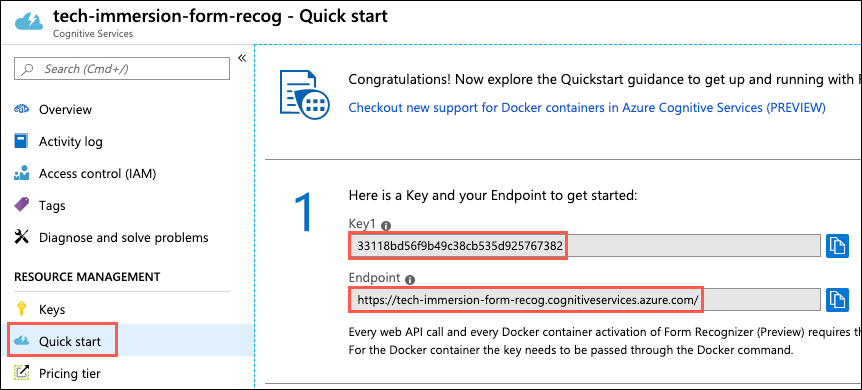 tech-immersion-form-recog - Quick start
Cognitive Services
Search (Cmd+/)
«
Overview
Activity log
Access control (IAM)
Tags
Diagnose and solve problems
RESOURCE MANAGEMENT
Keys
Quick start
Pricing tier
Congratulations! Now explore the Quickstart guidance to get up and running with
Checkout new support for Docker containers in Azure Cognitive Services (PREVIEW)
1
Here is a Key and your Endpoint to get started:
Key1
33118bd56f9b49c38cb535d925767382
Endpoint
https://tech-immersion-form-recog.cognitiveservices.azure.com/
Every web API call and every Docker container activation of Form Recognizer (Preview) requires
For the Docker container the key needs to be passed through the Docker command.